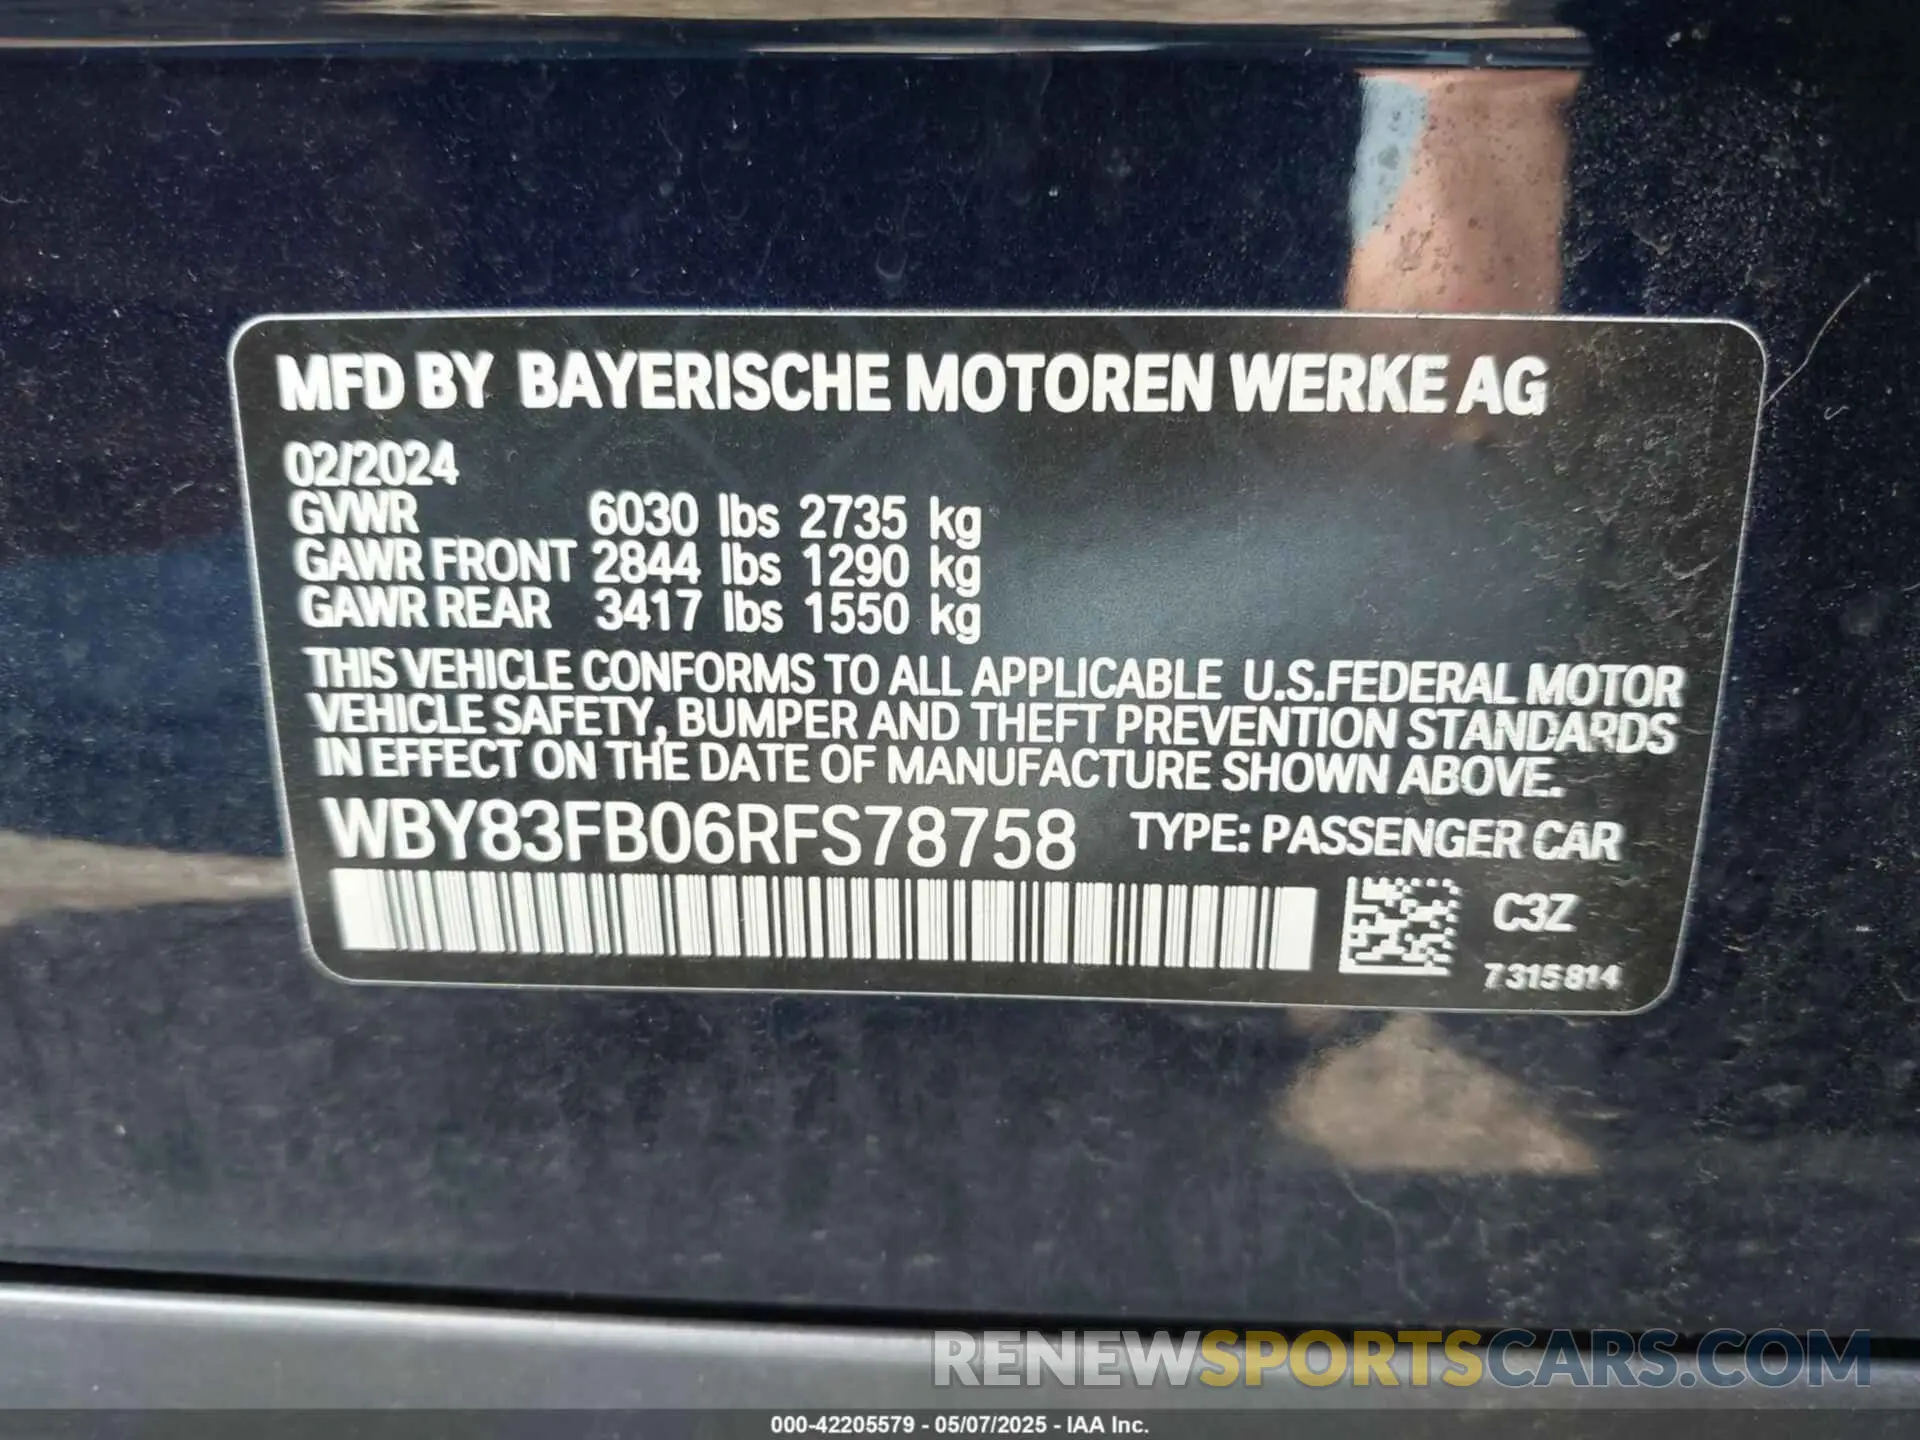 MFD BY BAYERISCHE MOTOREN WERKE AG
02/2024
GVWR 6030 lbs 2735 kg
GAWR FRONT 2844 lbs 1290 kg
GAWR REAR 3417 lbs 1550 kg
THIS VEHICLE CONFORMS TO ALL APPLICABLE U.S.FEDERAL MOTOR
VEHICLE SAFETY, BUMPER AND THEFT PREVENTION STANDARDS
IN EFFECT ON THE DATE OF MANUFACTURE SHOWN ABOVE.
WBY83FB06RFS78758 TYPE: PASSENGER CAR
C3Z
7315814
RENEWSPORTSCARS.COM
000-42205579 - 05/07/2025 - IAA Inc.